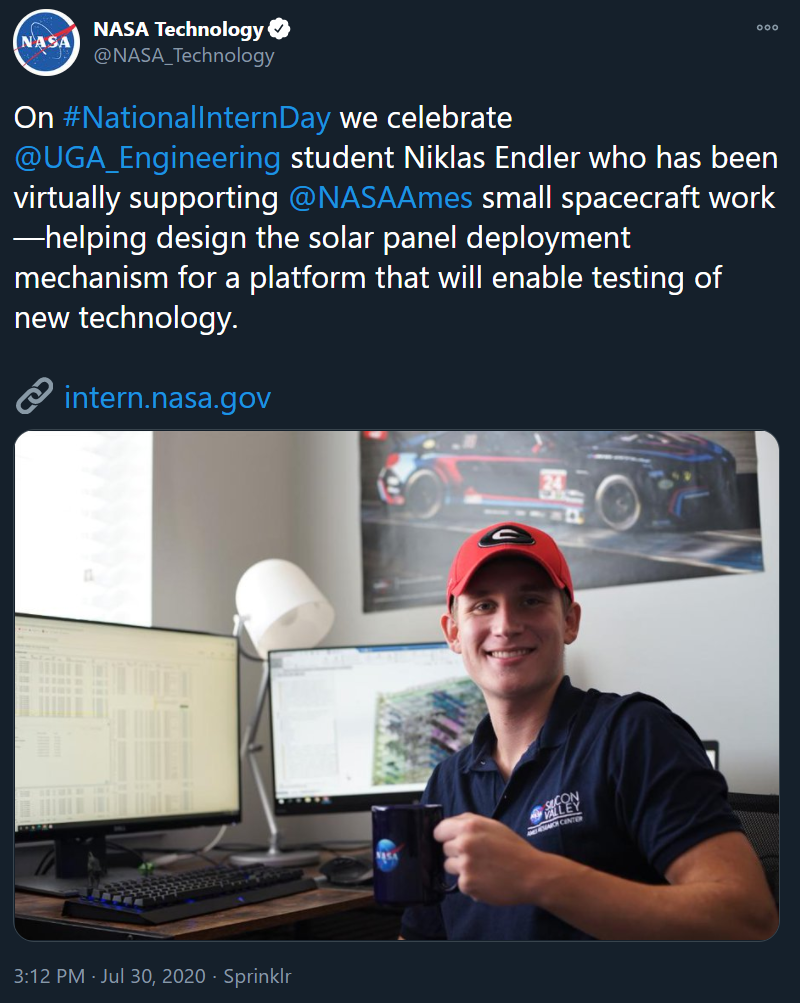 NASA Technology
@NASA_Technology
On #NationalInternDay we celebrate
@UGA_Engineering student Niklas Endler who has been
virtually supporting @NASAAmes small spacecraft work
—helping design the solar panel deployment
mechanism for a platform that will enable testing of
new technology.
intern.nasa.gov
24
NASA
SILICON
VALLEY
AMES RESEARCH CENTER
NASA
3:12 PM · Jul 30, 2020 · Sprinklr